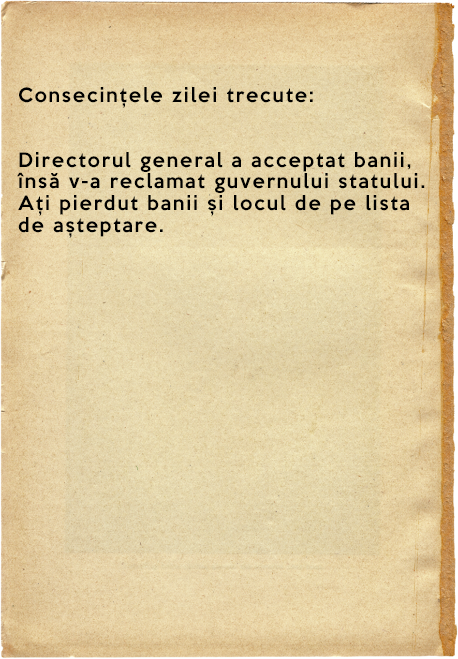 Consecințele zilei trecute:
Directorul general a acceptat banii,
însă v-a reclamat guvernului statului.
Ați pierdut banii și locul de pe lista
de așteptare.